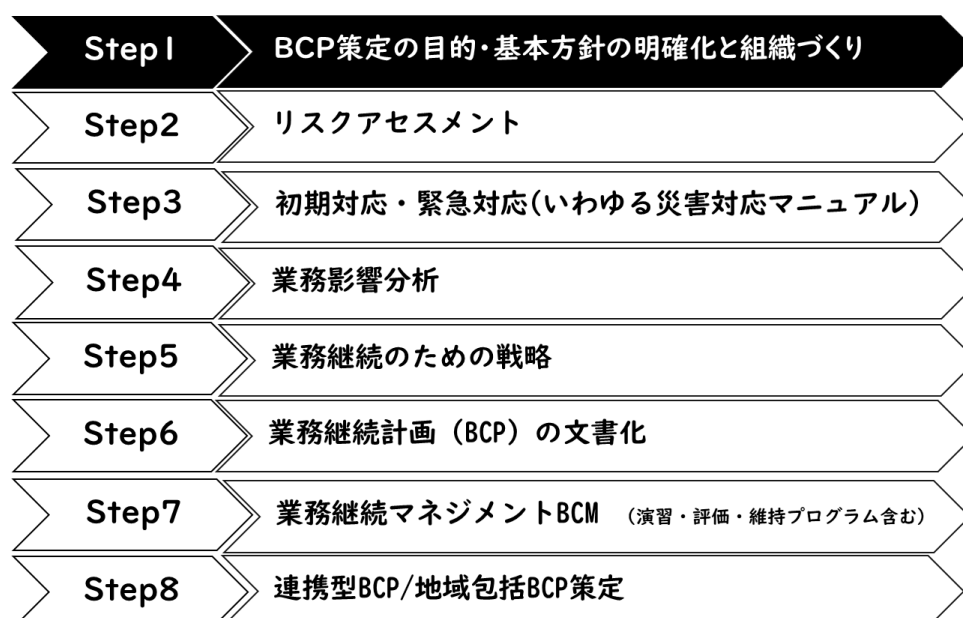 Step1 BCP策定の目的・基本方針の明確化と組織づくり
Step2 リスクアセスメント
Step3 初期対応・緊急対応(いわゆる災害対応マニュアル)
Step4 業務影響分析
Step5 業務継続のための戦略
Step6 業務継続計画（BCP）の文書化
Step7 業務継続マネジメントBCM （演習・評価・維持プログラム含む）
Step8 連携型BCP/地域包括BCP策定